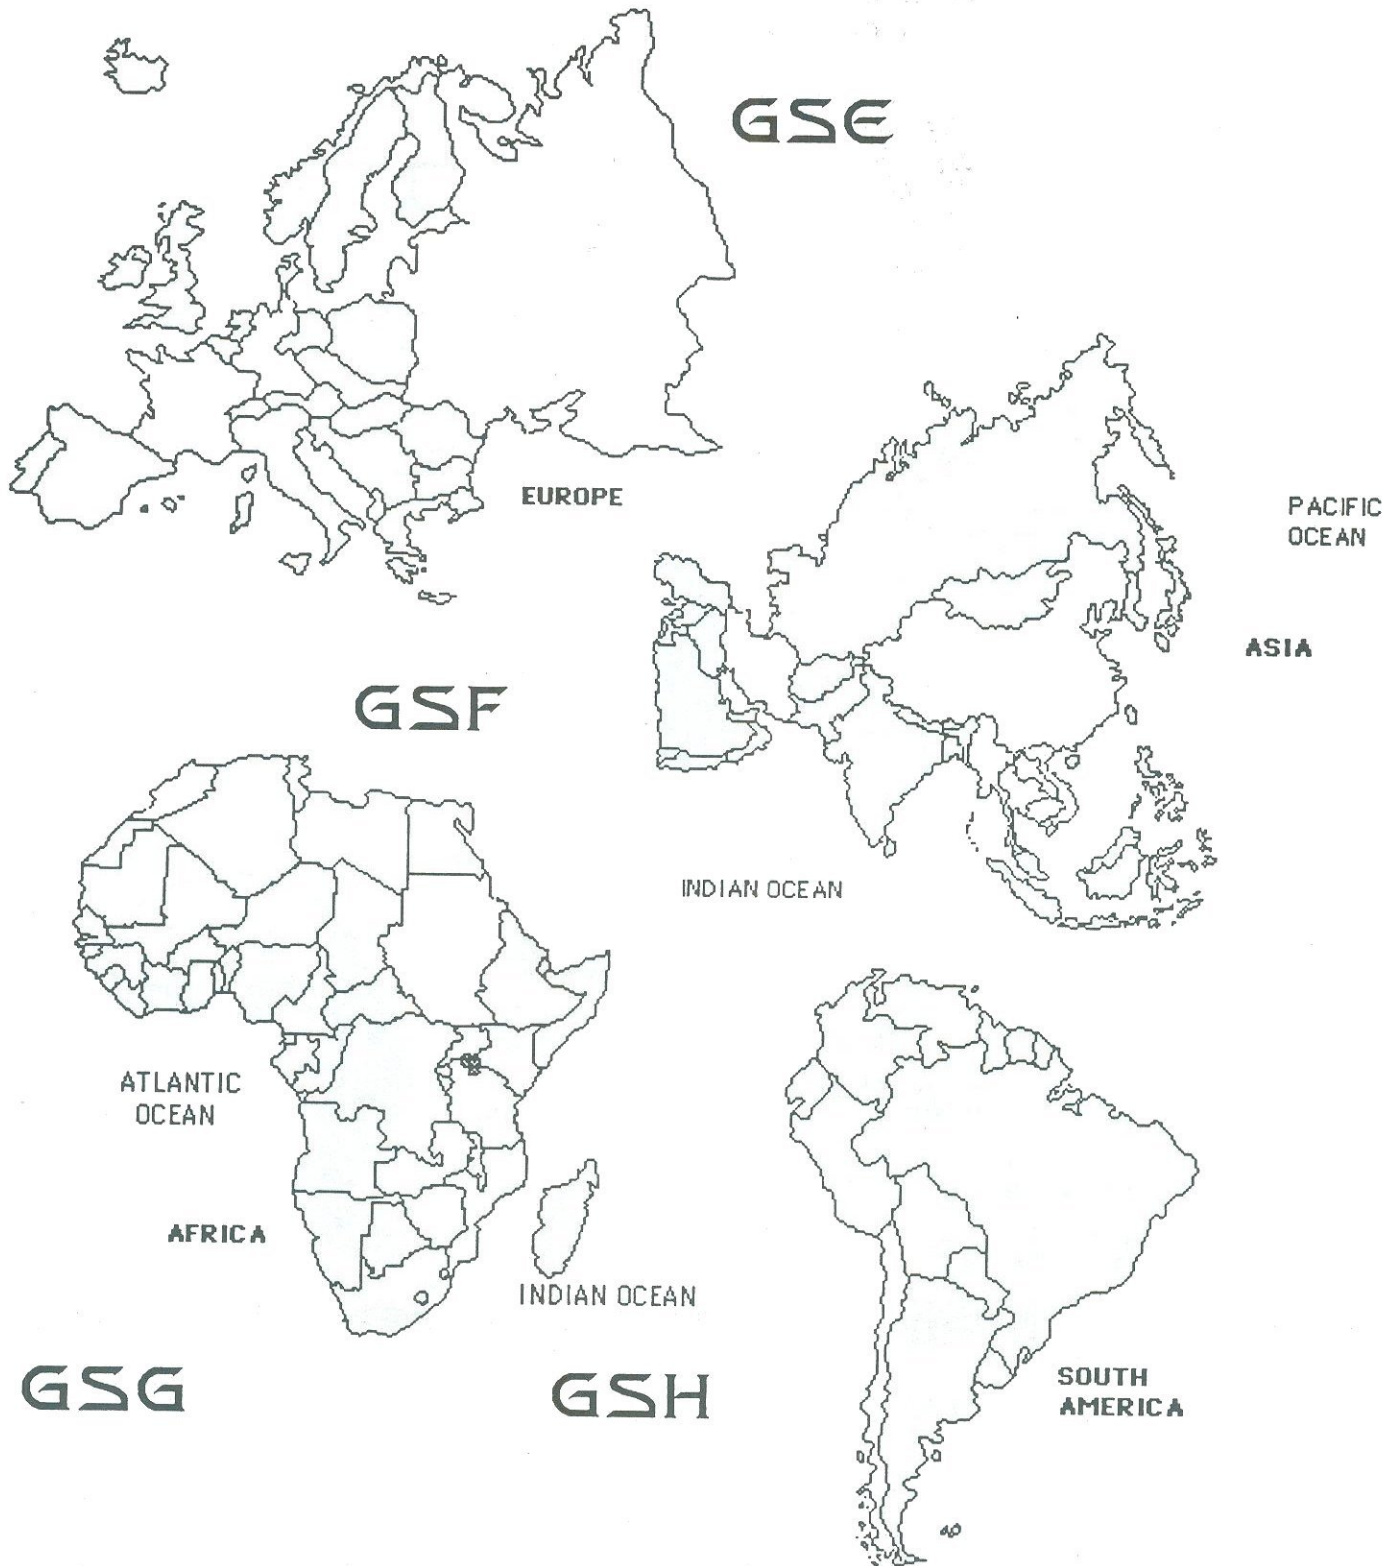 GSE
EUROPE
PACIFIC
OCEAN
ASIA
GSF
INDIAN OCEAN
ATLANTIC
OCEAN
AFRICA
INDIAN OCEAN
GSG
GSH
SOUTH
AMERICA